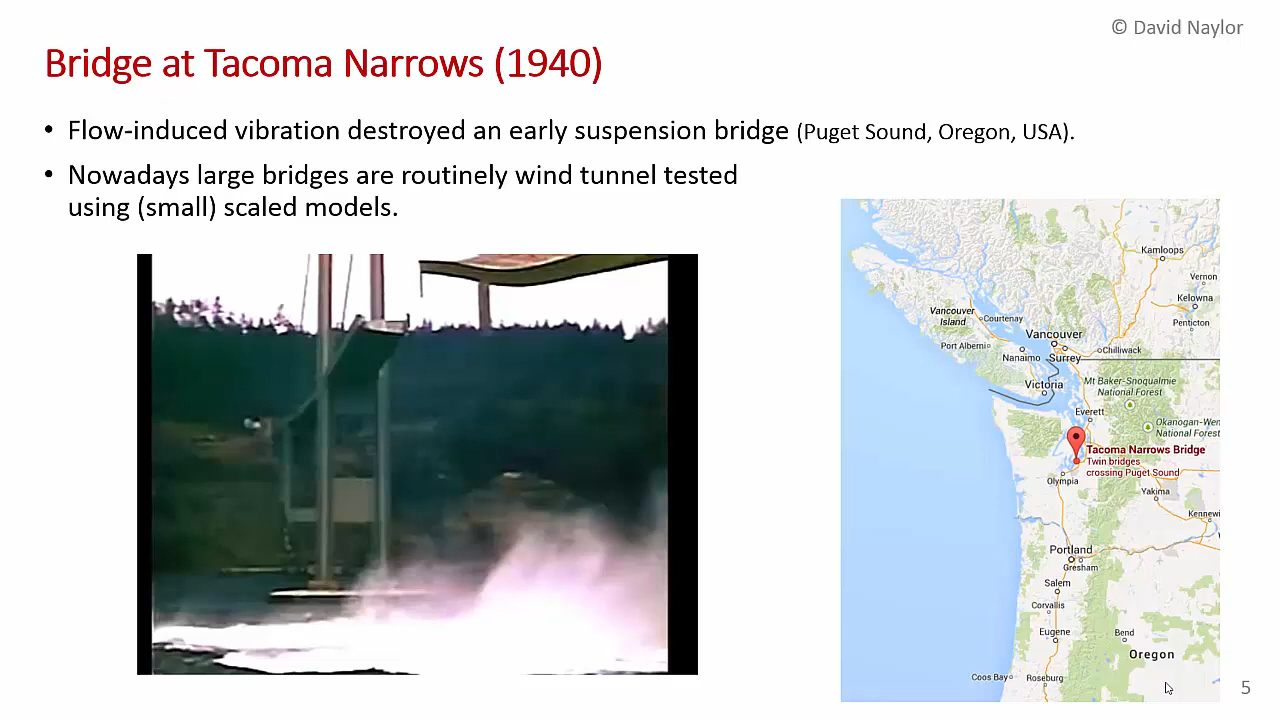 © David Naylor
Bridge at Tacoma Narrows (1940)
• Flow-induced vibration destroyed an early suspension bridge (Puget Sound, Oregon, USA).
• Nowadays large bridges are routinely wind tunnel tested
using (small) scaled models.
Kamloops
Vernon
Kelowna
Penticton
Vancouver
Island
Courtenay
Vancouver
Port Alberni
Nanaimo
Surrey
Chilliwack
Victoria
Mt Baker-Snoqualmie
National Forest
Everett
Okanogan-Wen
National Forest
Tacoma Narrows Bridge
Twin bridges
crossing Puget Sound
Olympia
Yakima
Kennewi
Portland
Gresham
Salem
Corvallis
Eugene
Bend
Oregon
Coos Bay
Roseburg
5